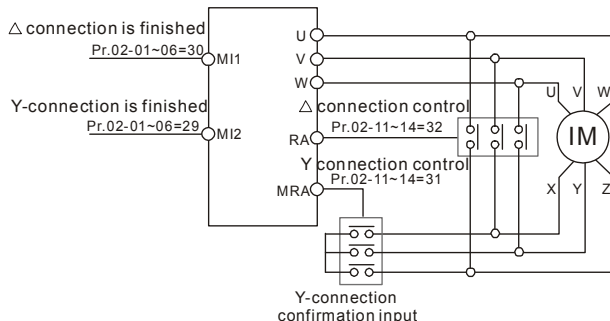 △ connection is finished
Pr.02-01~06=30
MI1
Y-connection is finished
Pr.02-01~06=29
MI2
U
V
W
△ connection control
RA
Pr.02-11~14=32
Y connection control
Pr.02-11~14=31
MRA
U V W
IM
X Y Z
Y-connection
confirmation input